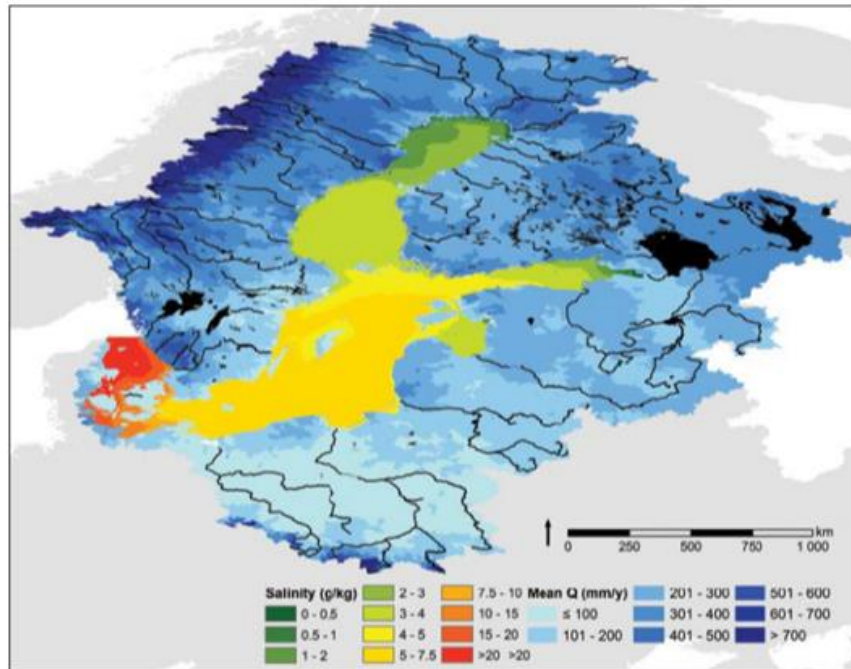 km
0 250 500 750 1 000
Salinity (g/kg) 2 - 3 7.5 - 10 Mean Q (mm/y) 201 - 300 501 - 600
0 - 0.5 3 - 4 10 - 15 ≤ 100 301 - 400 601 - 700
0.5 - 1 4 - 5 15 - 20 101 - 200 401 - 500 > 700
1 - 2 5 - 7.5 >20 >20